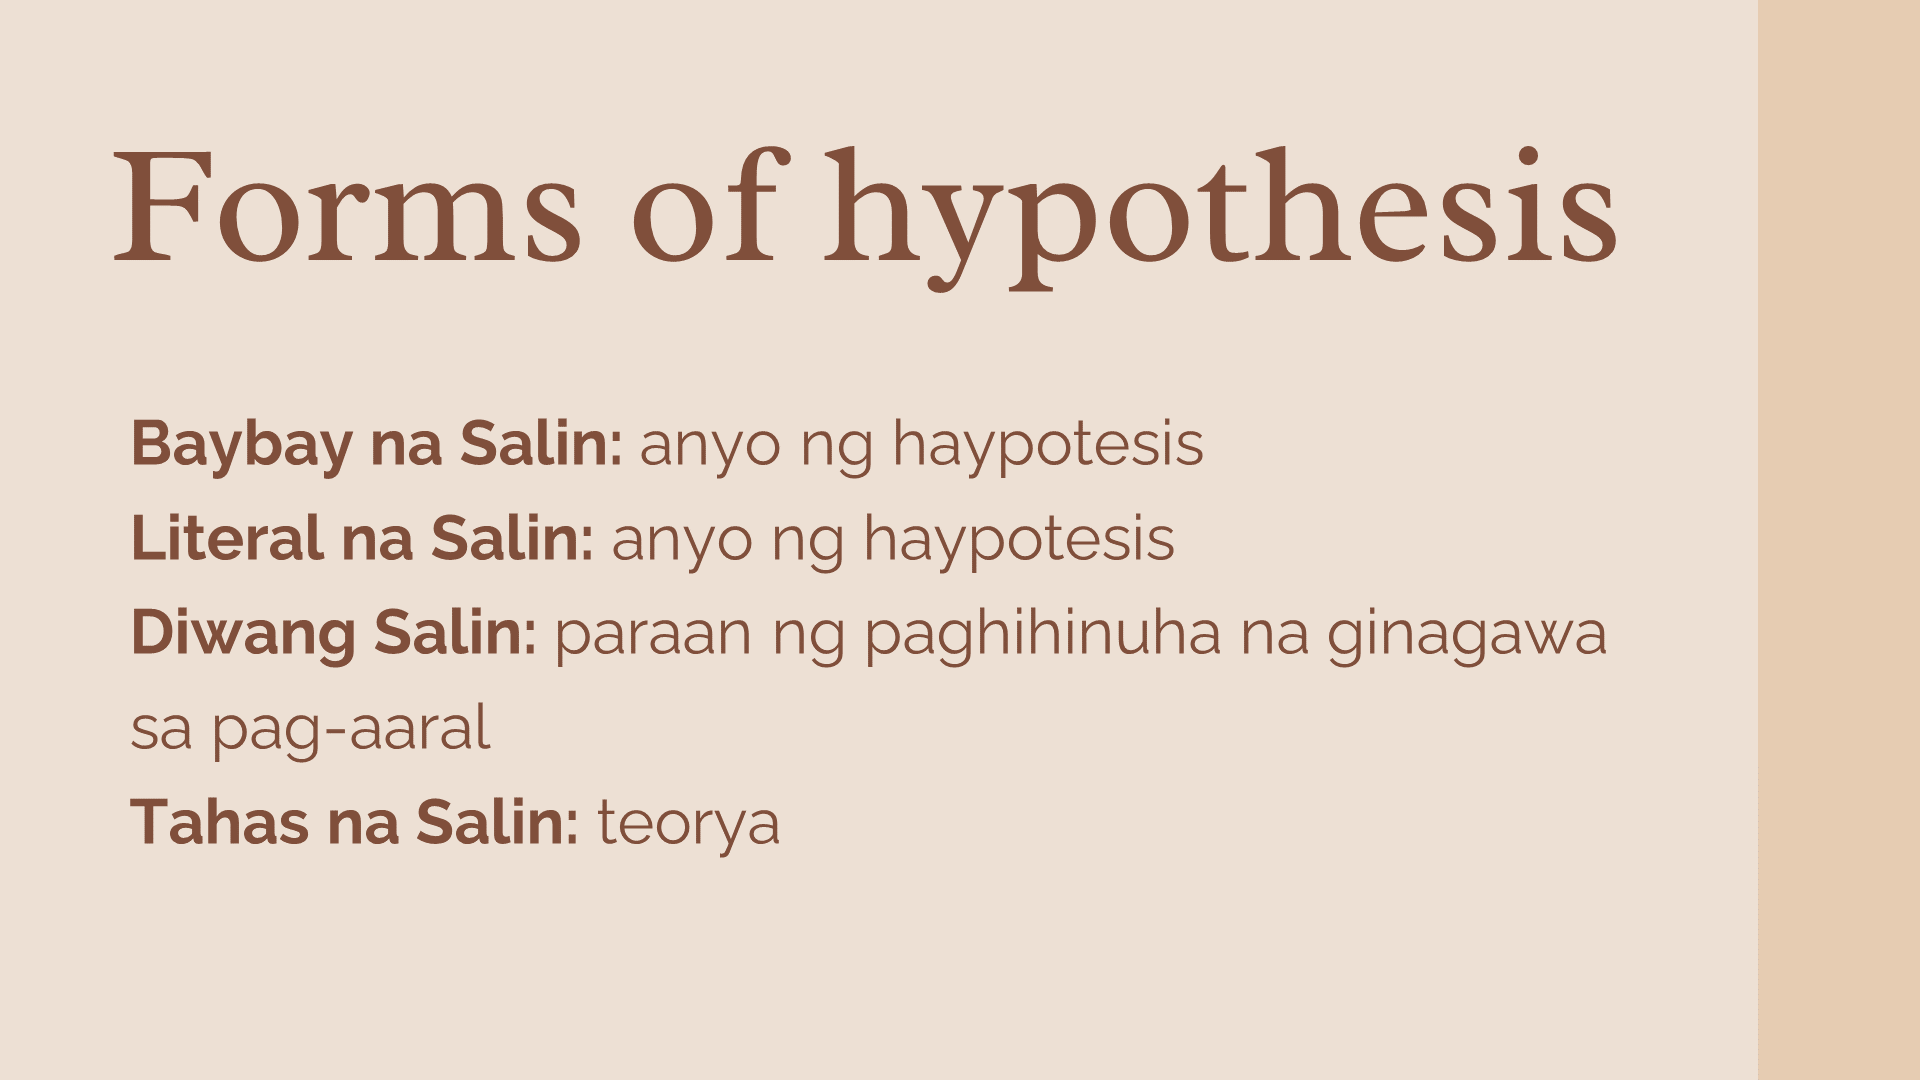 Forms of hypothesis
Baybay na Salin: anyo ng haypotesis
Literal na Salin: anyo ng haypotesis
Diwang Salin: paraan ng paghihinuha na ginagawa
sa pag-aaral
Tahas na Salin: teorya